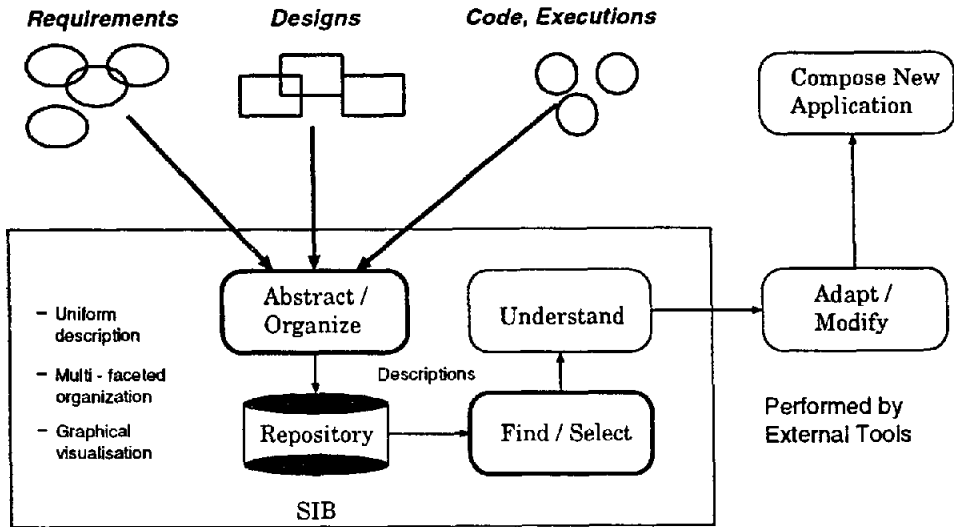 Requirements
Designs
Code, Executions
Compose New
Application
Abstract /
Organize
Understand
Adapt /
Modify
– Uniform
description
– Multi - faceted
organization
– Graphical
visualisation
Descriptions
Repository
Find / Select
Performed by
External Tools
SIB